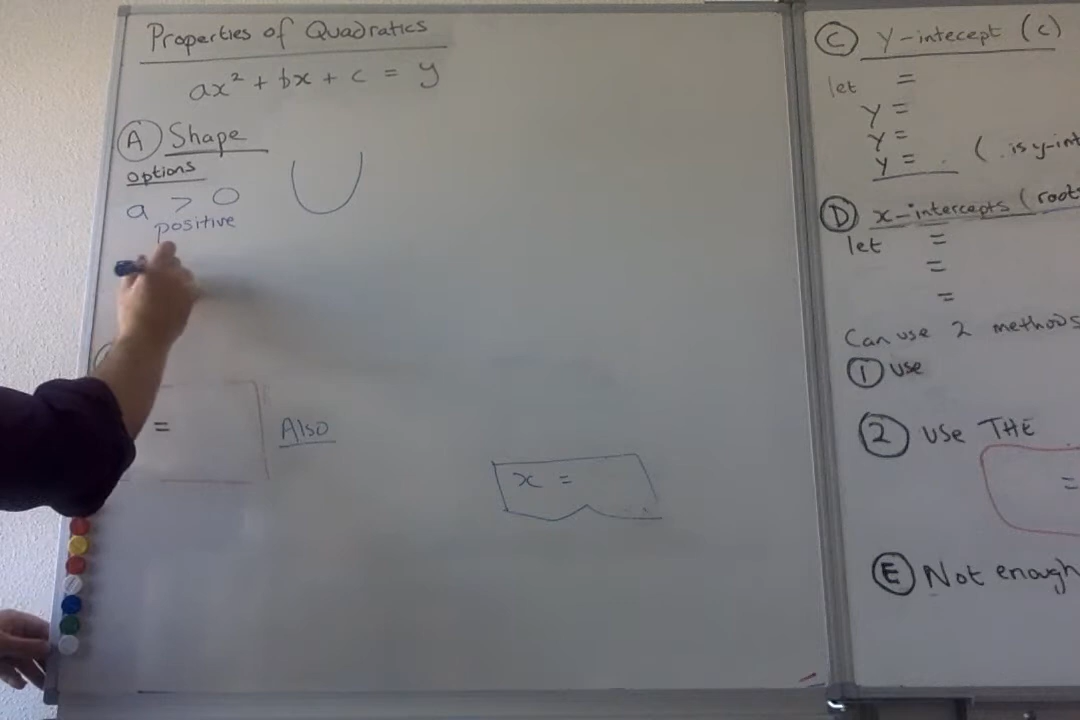 Properties of Quadratics
ax² + bx + c = y
A Shape
options
a > 0
positive
=
Also
x =
C Y-intecept (c)
let =
y =
y =
y = . ( . is y-int
D x-intercepts (root
let =
=
=
Can use 2 methods
1 use
2 use THE
=
E Not enough